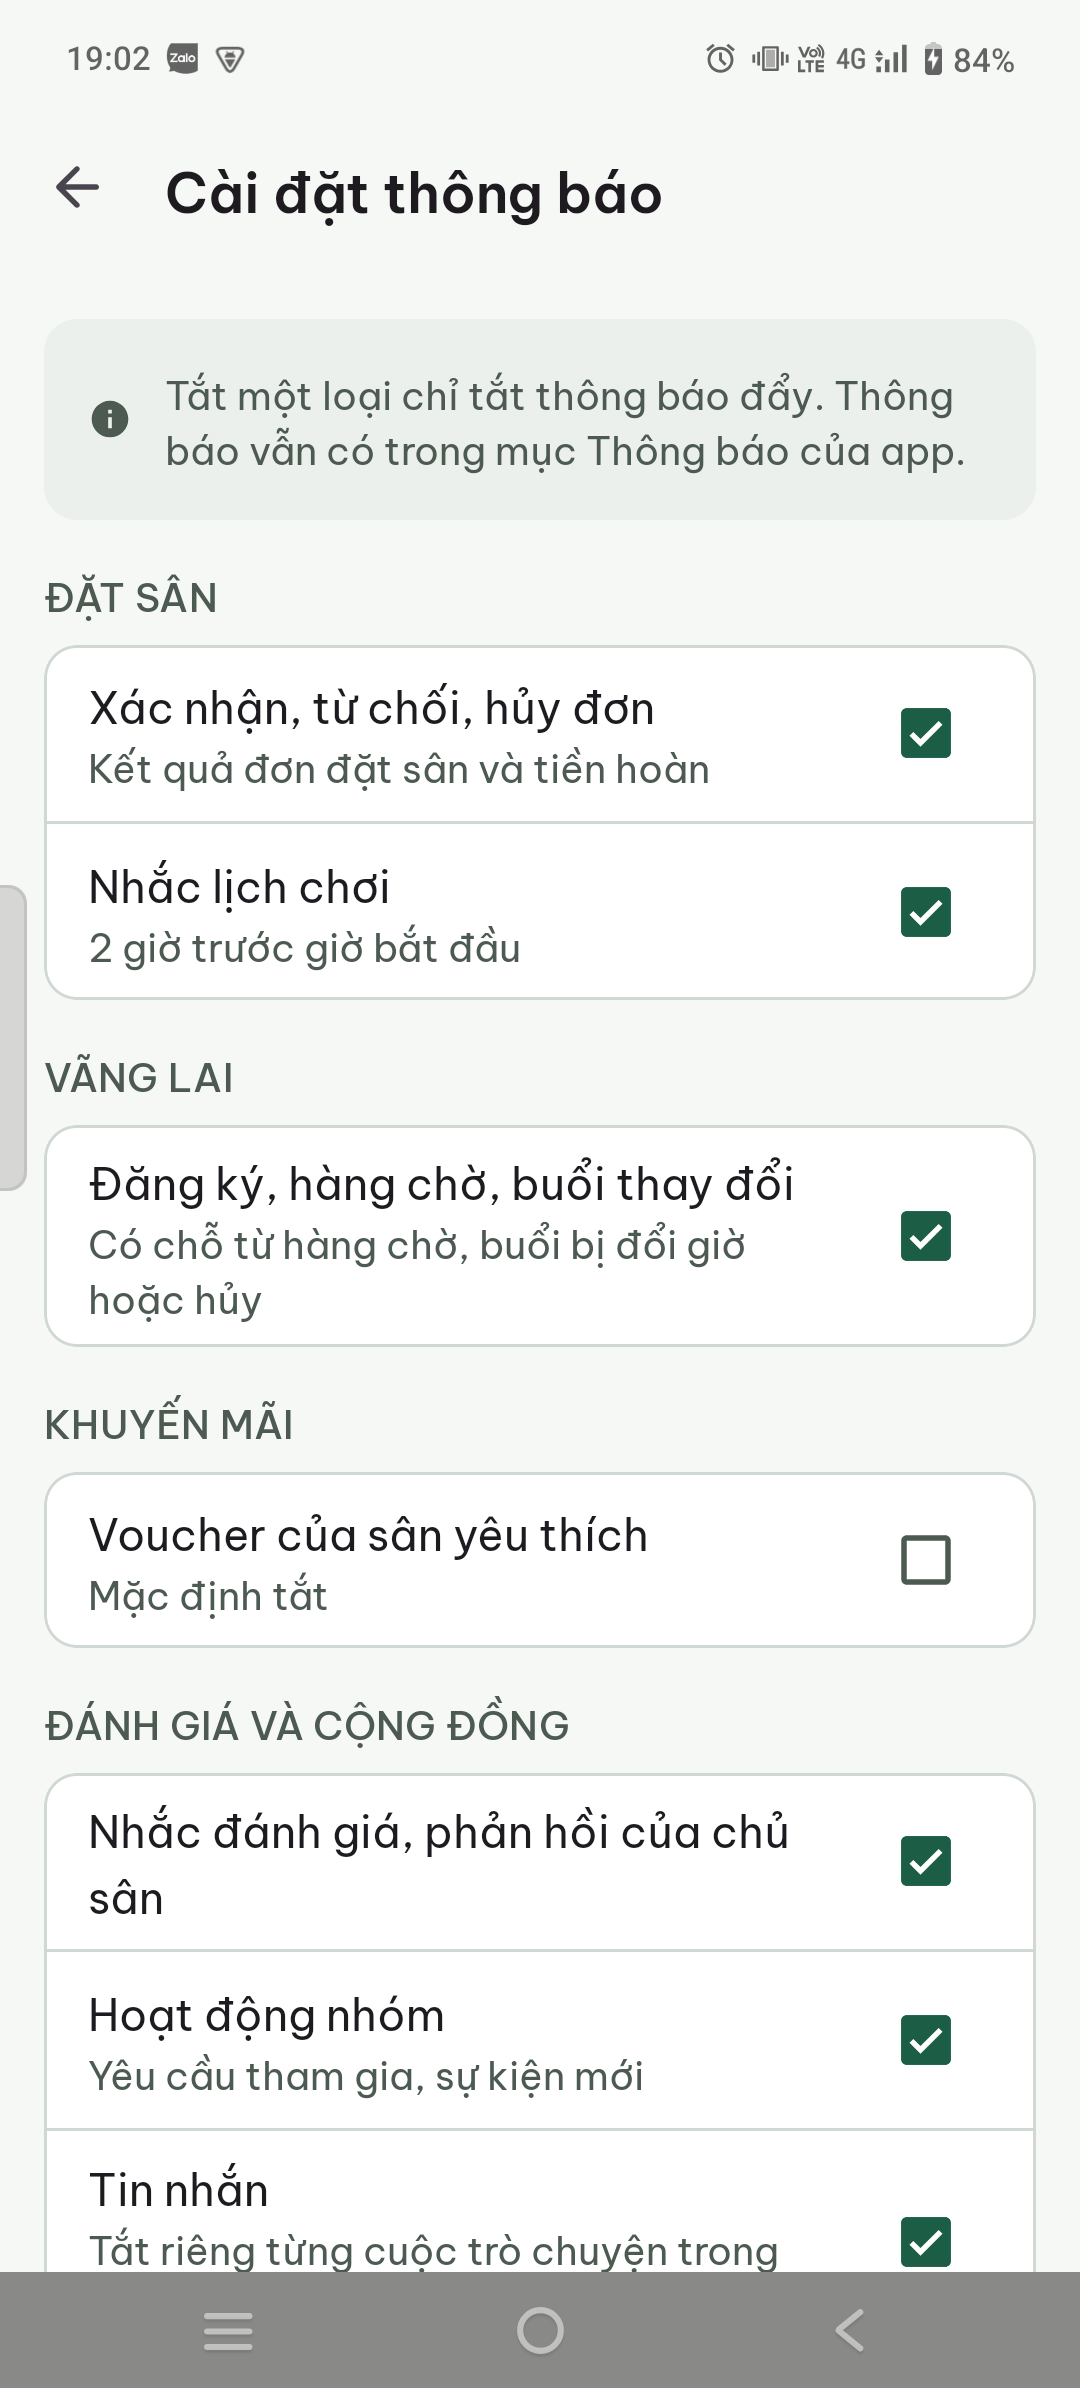 19:02 Zalo VoLTE 4G 84%
Cài đặt thông báo
Tắt một loại chỉ tắt thông báo đẩy. Thông
báo vẫn có trong mục Thông báo của app.
ĐẶT SÂN
Xác nhận, từ chối, hủy đơn
Kết quả đơn đặt sân và tiền hoàn
Nhắc lịch chơi
2 giờ trước giờ bắt đầu
VÃNG LAI
Đăng ký, hàng chờ, buổi thay đổi
Có chỗ từ hàng chờ, buổi bị đổi giờ
hoặc hủy
KHUYẾN MÃI
Voucher của sân yêu thích
Mặc định tắt
ĐÁNH GIÁ VÀ CỘNG ĐỒNG
Nhắc đánh giá, phản hồi của chủ
sân
Hoạt động nhóm
Yêu cầu tham gia, sự kiện mới
Tin nhắn
Tắt riêng từng cuộc trò chuyện trong